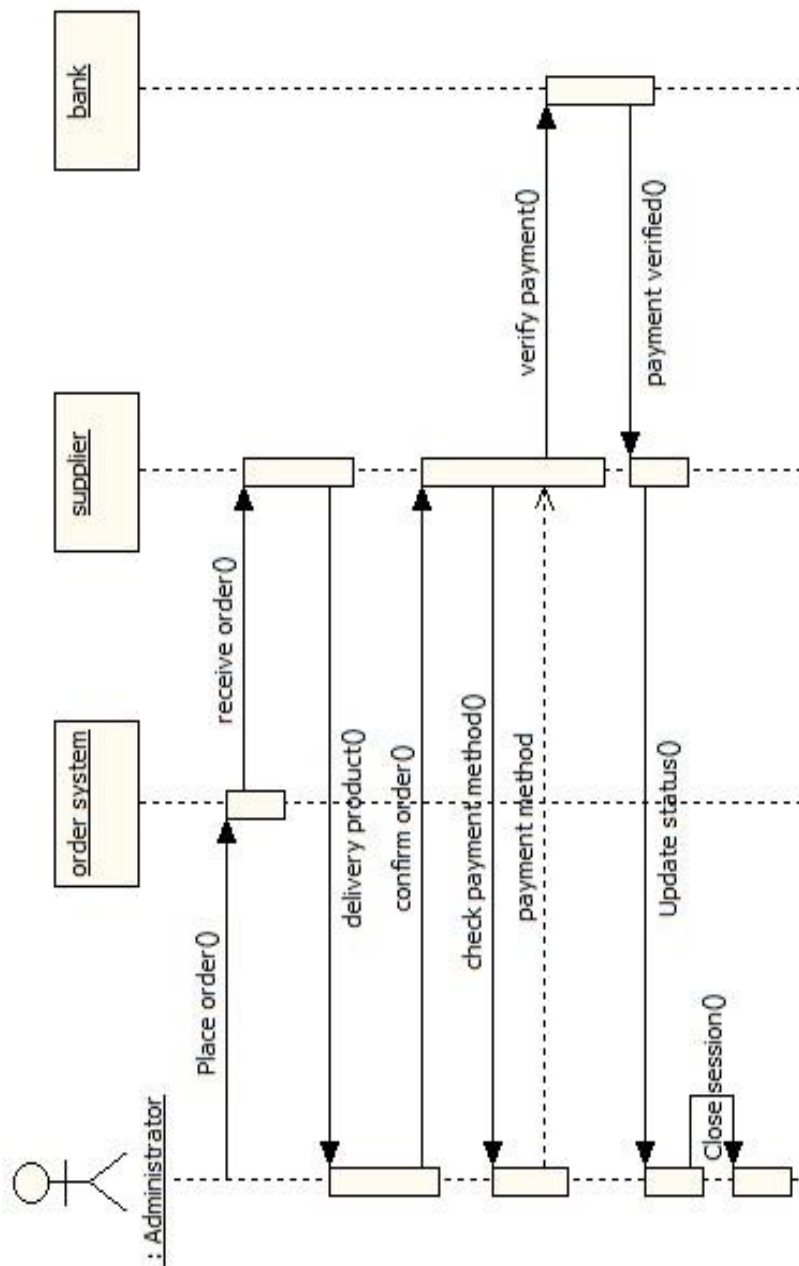 : Administrator
order system
supplier
bank
Place order()
receive order()
delivery product()
confirm order()
check payment method()
payment method
verify payment()
payment verified()
Update status()
Close session()